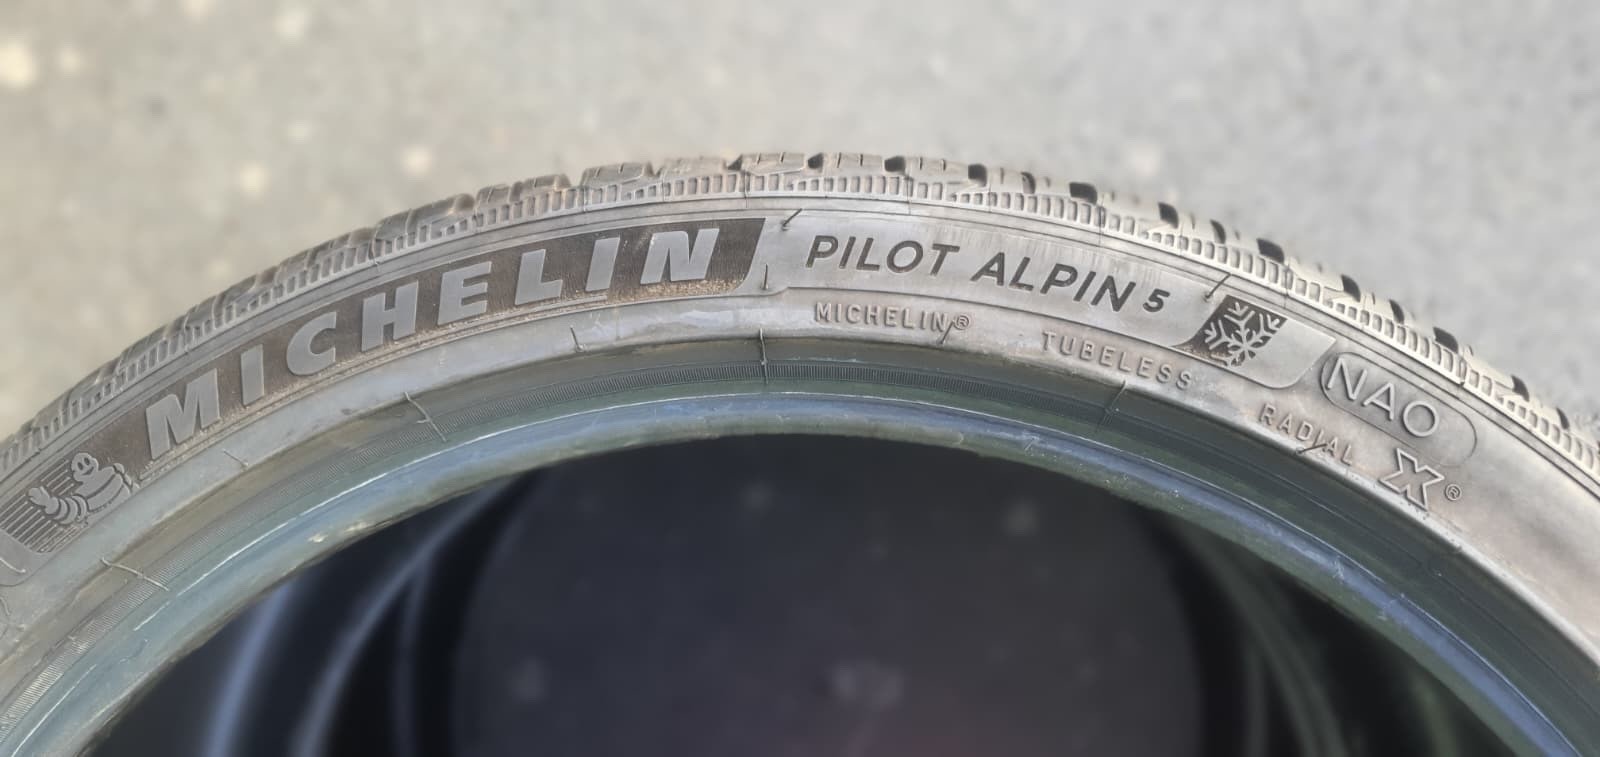 MICHELIN
PILOT ALPIN 5
MICHELIN®
TUBELESS
RADIAL X®
NAO